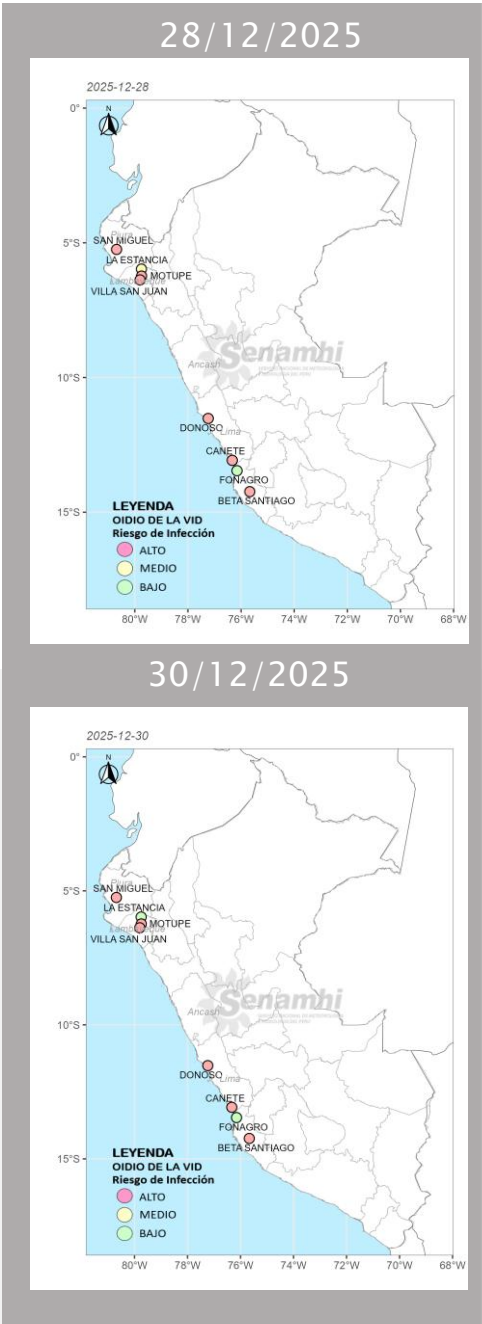 28/12/2025
2025-12-28
N
0°
Piura
SAN MIGUEL
5°S
LA ESTANCIA
MOTUPE
Lambayeque
VILLA SAN JUAN
Senamhi
Ancash
10°S
DONOSO
Lima
CANETE
FONAGRO
BETA SANTIAGO
LEYENDA
15°S
OIDIO DE LA VID
Riesgo de Infección
ALTO
MEDIO
BAJO
80°W 78°W 76°W 74°W 72°W 70°W 68°W
30/12/2025
2025-12-30
N
0°
Piura
SAN MIGUEL
5°S
LA ESTANCIA
MOTUPE
Lambayeque
VILLA SAN JUAN
Senamhi
Ancash
10°S
DONOSO
Lima
CANETE
FONAGRO
BETA SANTIAGO
LEYENDA
15°S
OIDIO DE LA VID
Riesgo de Infección
ALTO
MEDIO
BAJO
80°W 78°W 76°W 74°W 72°W 70°W 68°W